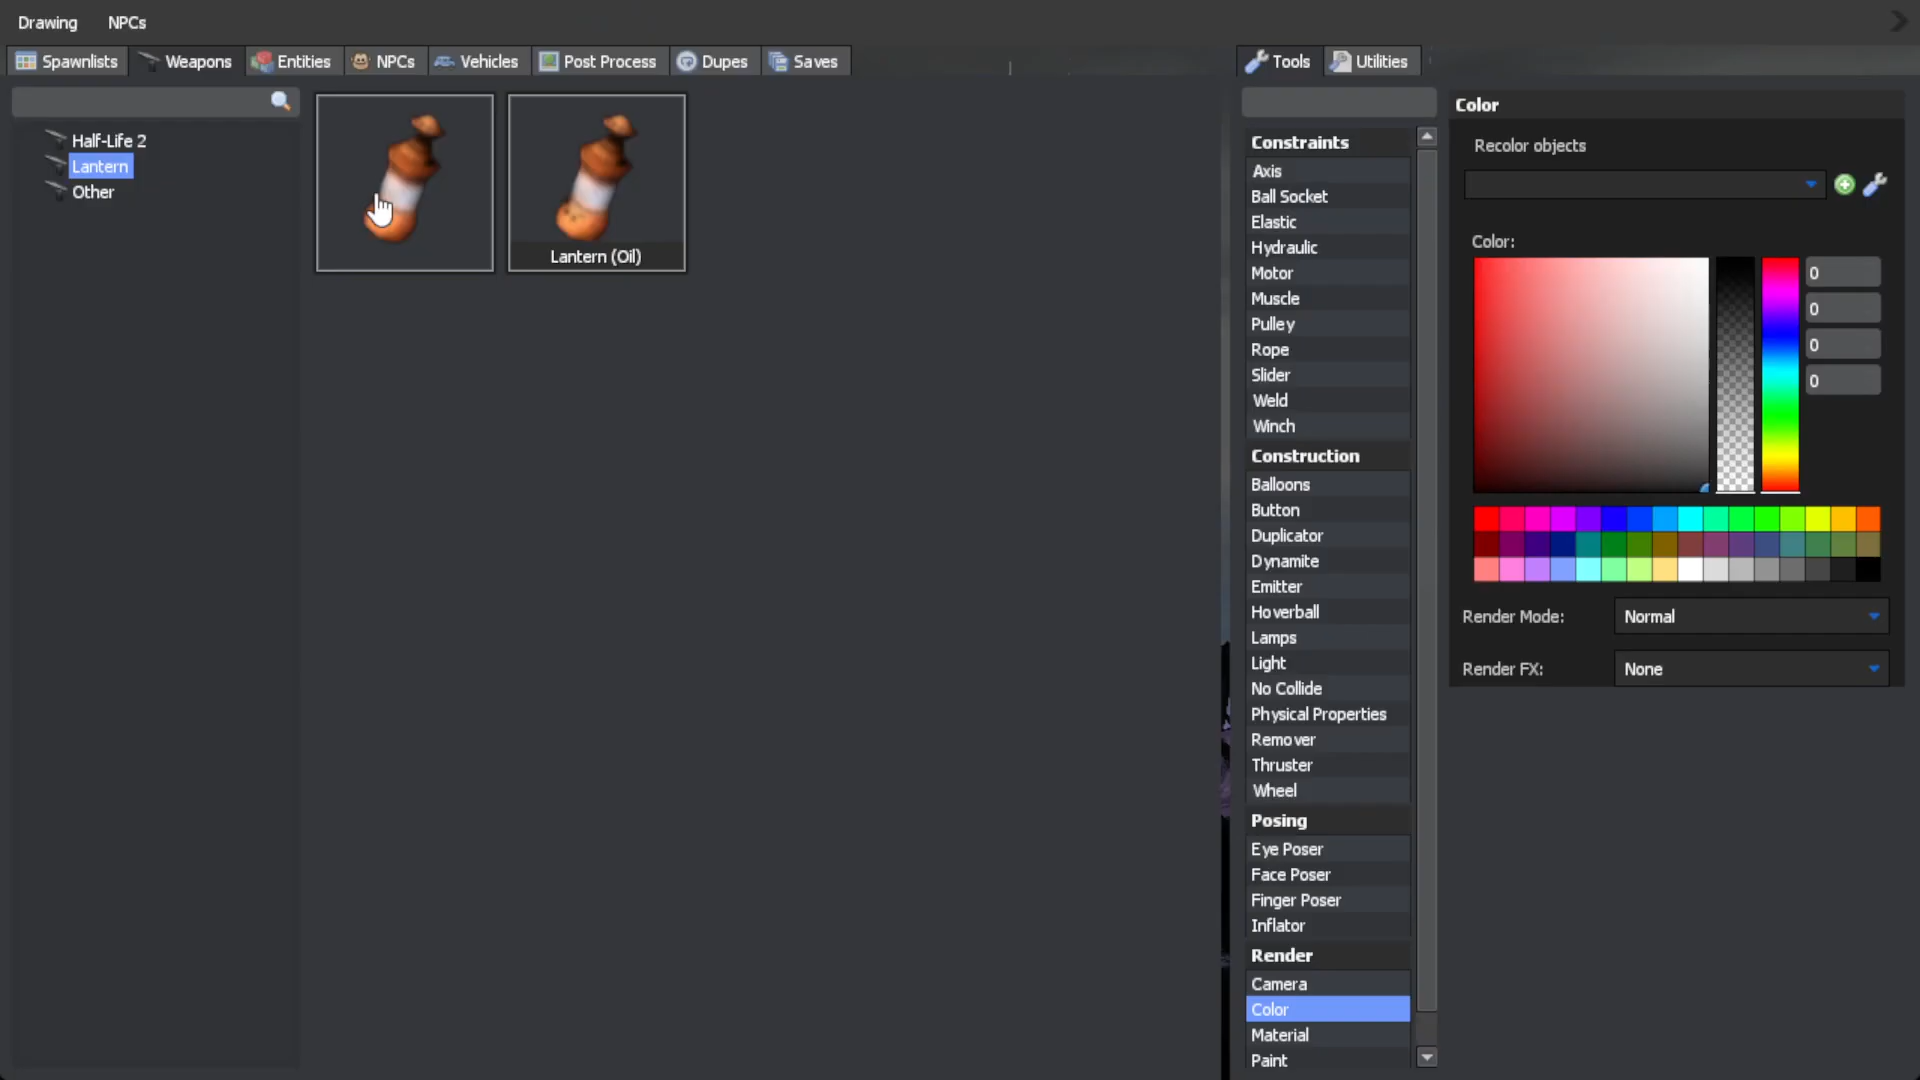 Drawing NPCs
Spawnlists Weapons Entities NPCs Vehicles Post Process Dupes Saves
Half-Life 2
Lantern
Other
Lantern (Oil)
Tools Utilities
Constraints
Axis
Ball Socket
Elastic
Hydraulic
Motor
Muscle
Pulley
Rope
Slider
Weld
Winch
Construction
Balloons
Button
Duplicator
Dynamite
Emitter
Hoverball
Lamps
Light
No Collide
Physical Properties
Remover
Thruster
Wheel
Posing
Eye Poser
Face Poser
Finger Poser
Inflator
Render
Camera
Color
Material
Paint
Color
Recolor objects
Color:
0
0
0
0
Render Mode: Normal
Render FX: None